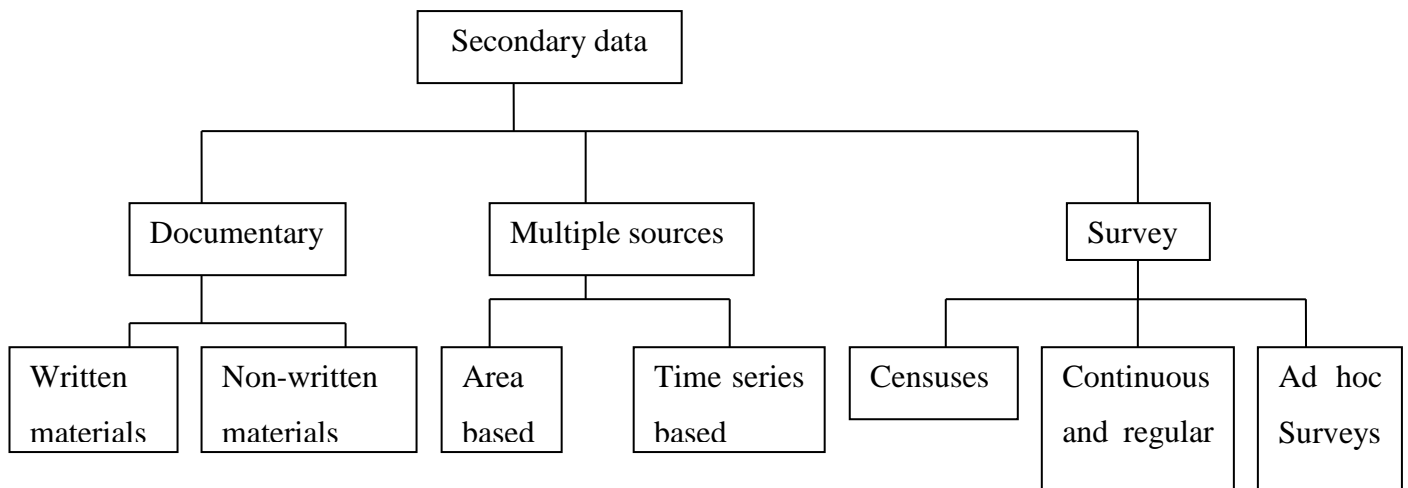 Secondary data
Documentary
Multiple sources
Survey
Written
materials
Non-written
materials
Area
based
Time series
based
Censuses
Continuous
and regular
Ad hoc
Surveys